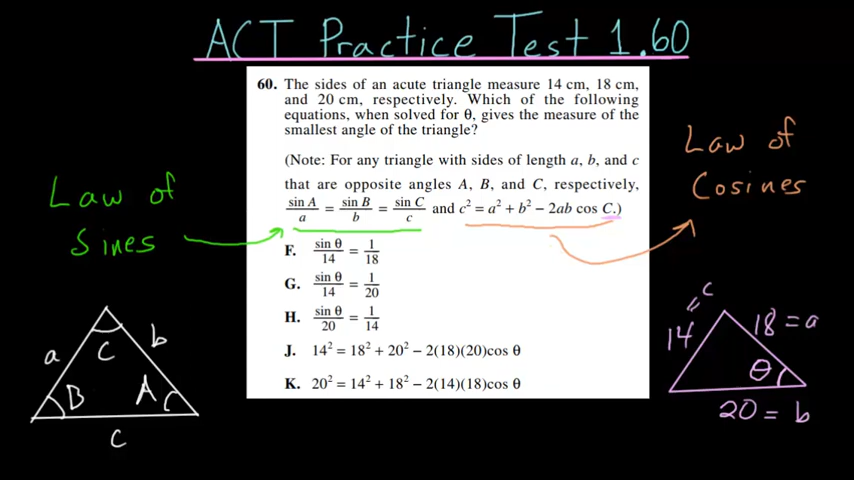 ACT Practice Test 1.60
60. The sides of an acute triangle measure 14 cm, 18 cm,
and 20 cm, respectively. Which of the following
equations, when solved for θ, gives the measure of the
smallest angle of the triangle?
(Note: For any triangle with sides of length a, b, and c
that are opposite angles A, B, and C, respectively,
sin A/a = sin B/b = sin C/c and c² = a² + b² − 2ab cos C.)
F. sin θ/14 = 1/18
G. sin θ/14 = 1/20
H. sin θ/20 = 1/14
J. 14² = 18² + 20² − 2(18)(20)cos θ
K. 20² = 14² + 18² − 2(14)(18)cos θ
Law of
Sines
a
C
b
B
A
c
Law of
Cosines
c
=
14
18 = a
θ
20 = b